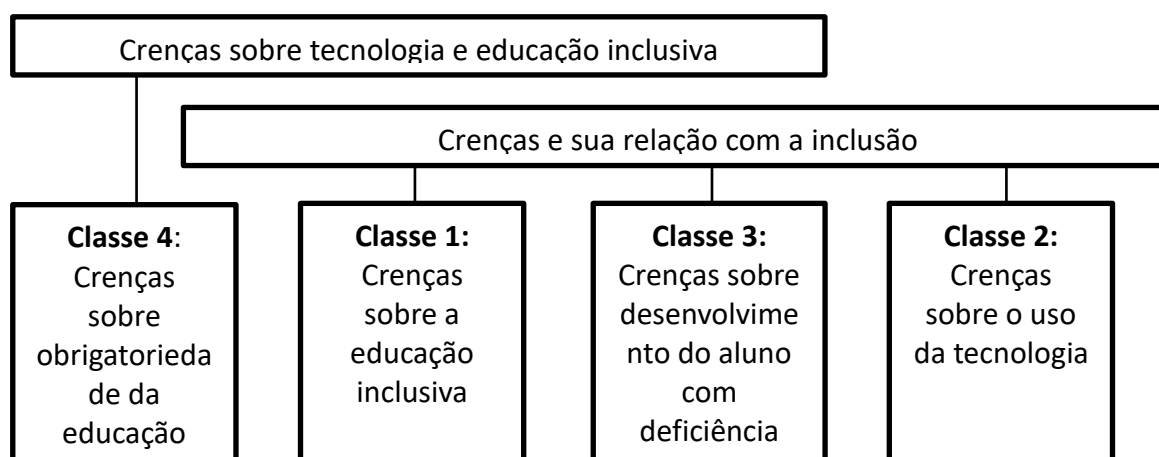 Crenças sobre tecnologia e educação inclusiva
Crenças e sua relação com a inclusão
Classe 4:
Crenças
sobre
obrigatorieda
de da
educação
Classe 1:
Crenças
sobre a
educação
inclusiva
Classe 3:
Crenças sobre
desenvolvime
nto do aluno
com
deficiência
Classe 2:
Crenças
sobre o uso
da tecnologia